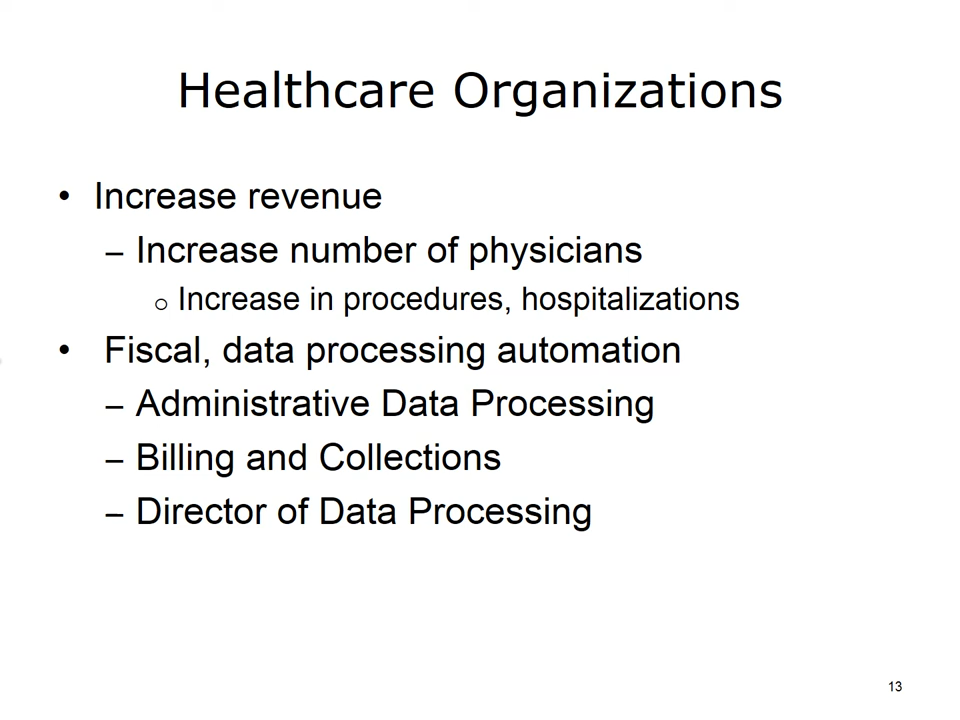 Healthcare Organizations
• Increase revenue
– Increase number of physicians
o Increase in procedures, hospitalizations
• Fiscal, data processing automation
– Administrative Data Processing
– Billing and Collections
– Director of Data Processing
13